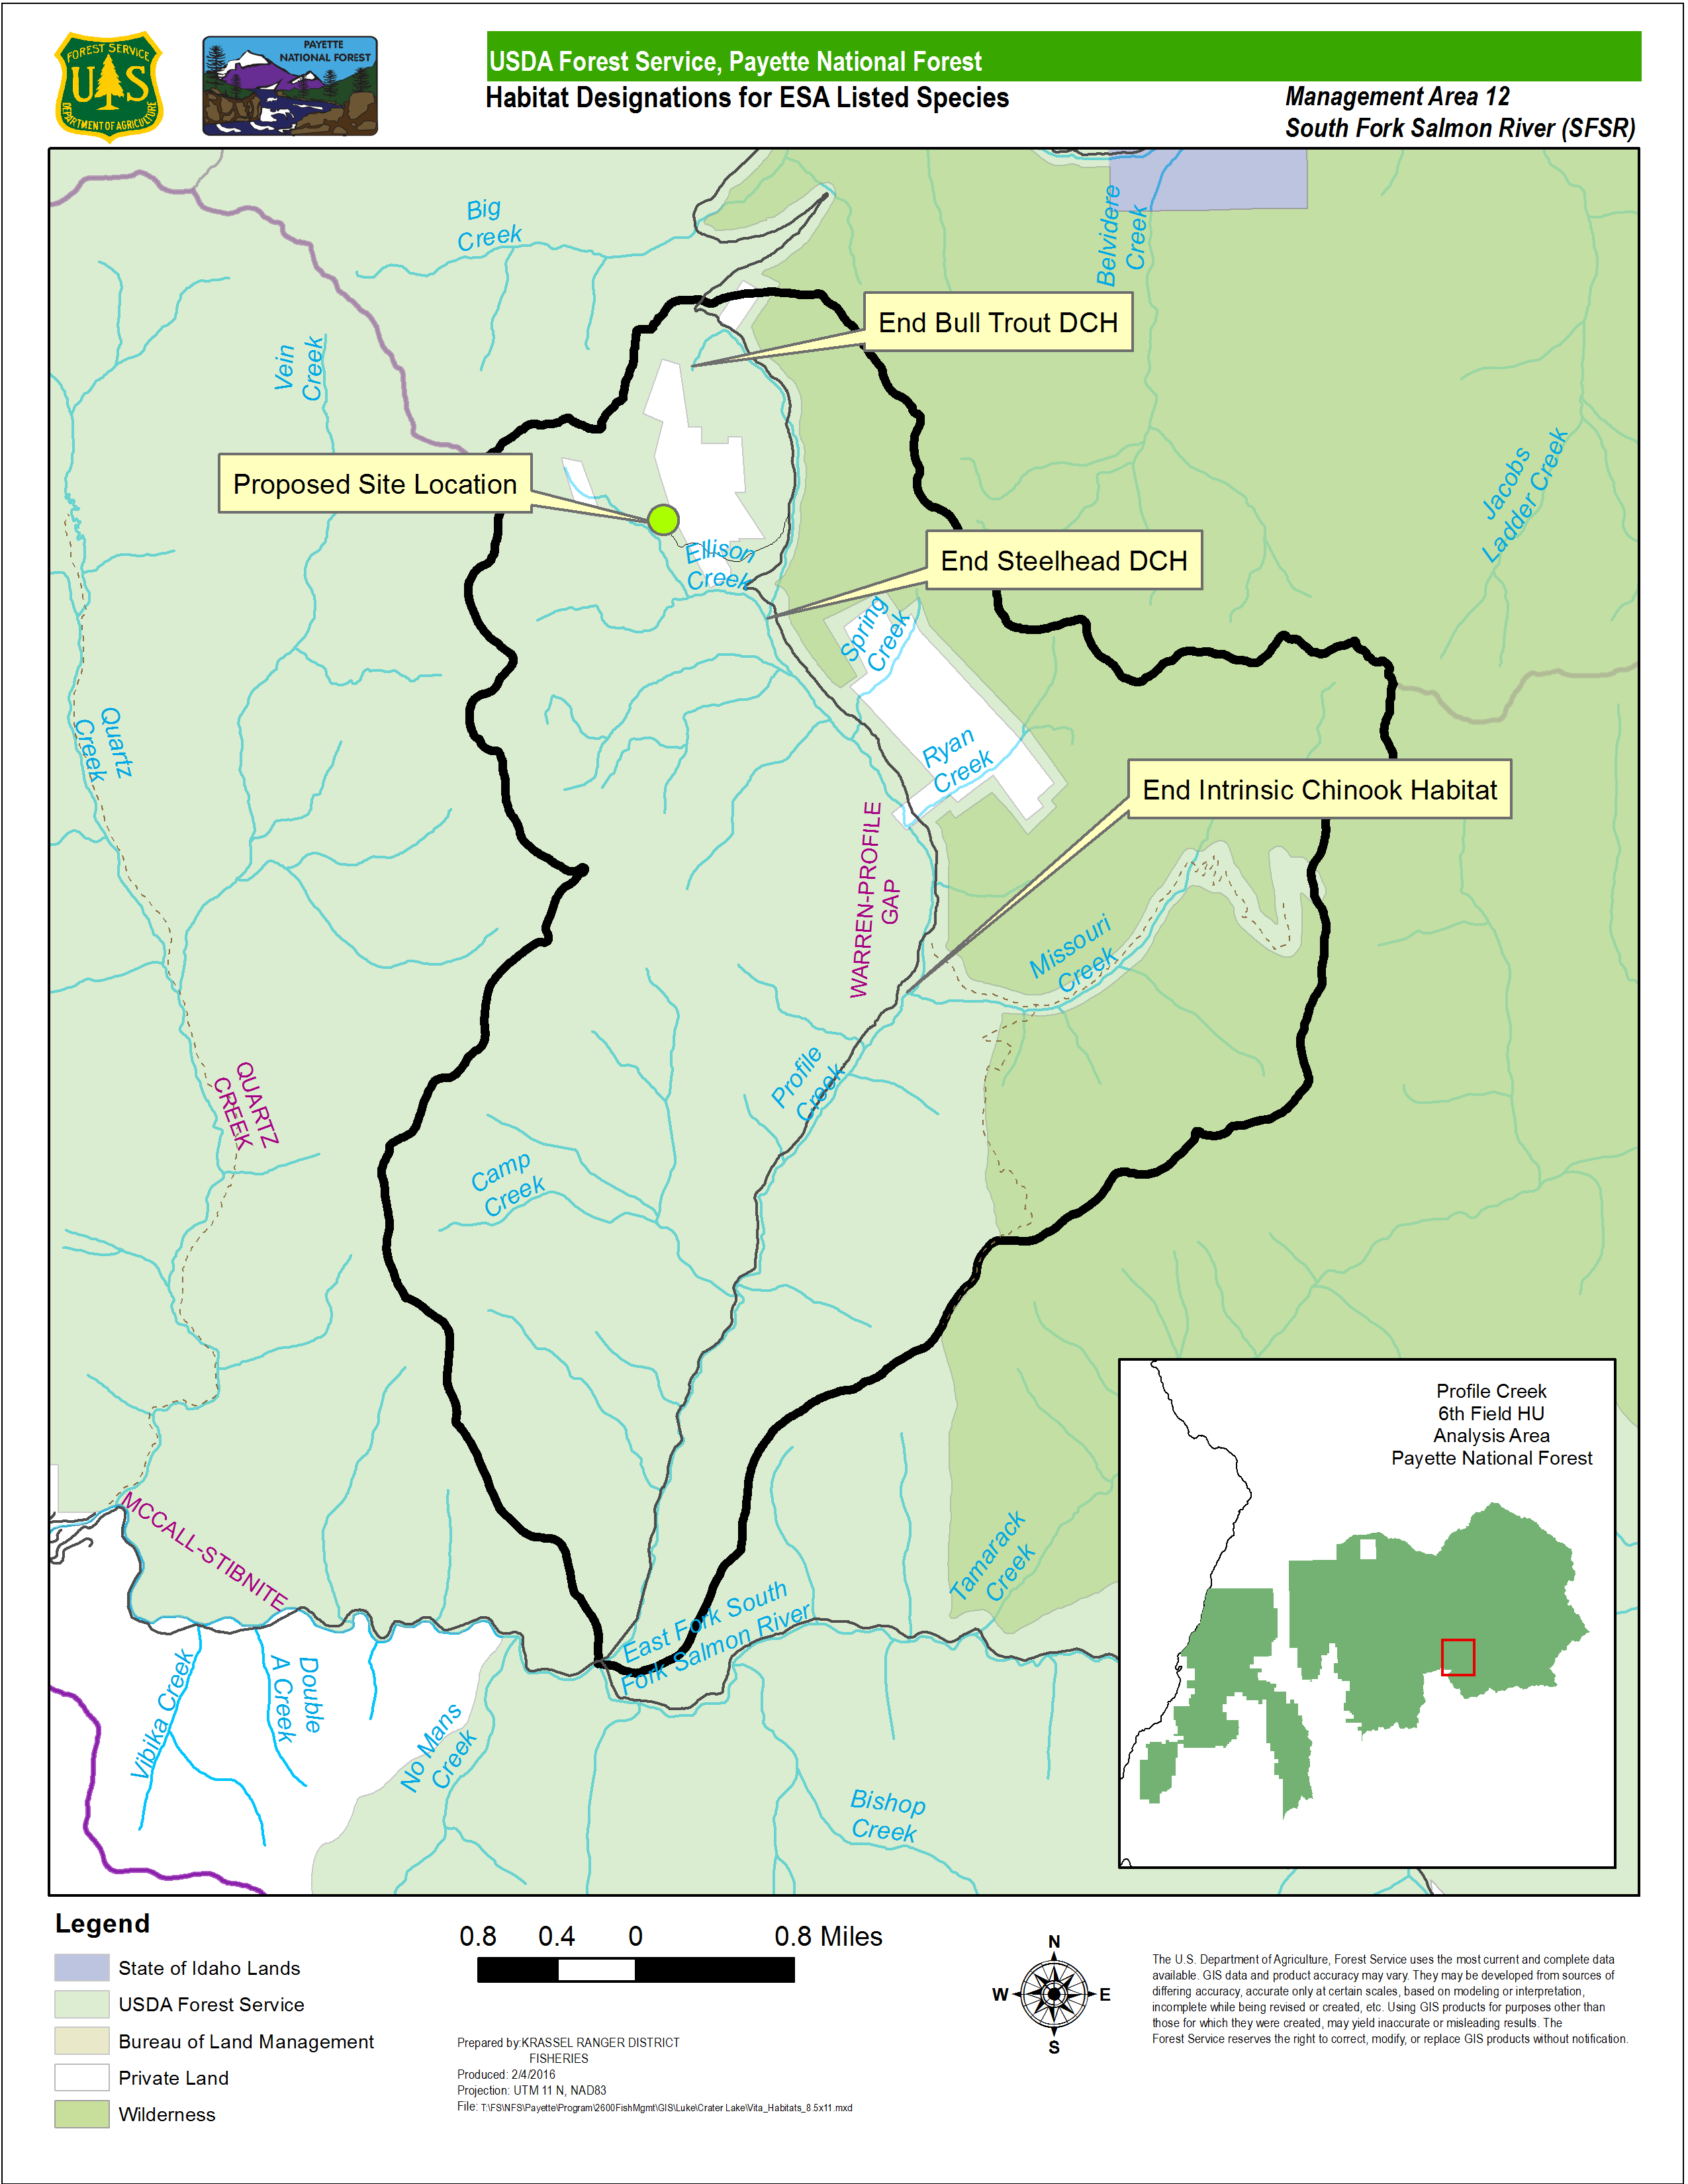 FOREST SERVICE
US
DEPARTMENT OF AGRICULTURE
PAYETTE
NATIONAL FOREST
USDA Forest Service, Payette National Forest
Habitat Designations for ESA Listed Species
Management Area 12
South Fork Salmon River (SFSR)
Big
Creek
Belvidere
Creek
End Bull Trout DCH
Vein
Creek
Proposed Site Location
Jacobs
Ladder Creek
Ellison
Creek
End Steelhead DCH
Spring
Creek
Quartz
Creek
Ryan
Creek
End Intrinsic Chinook Habitat
WARREN-PROFILE
GAP
Missouri
Creek
Profile
Creek
QUARTZ
CREEK
Camp
Creek
Profile Creek
6th Field HU
Analysis Area
Payette National Forest
MCCALL-STIBNITE
Tamarack
Creek
East Fork South
Fork Salmon River
Vibika Creek
Double
A Creek
No Mans
Creek
Bishop
Creek
Legend
State of Idaho Lands
USDA Forest Service
Bureau of Land Management
Private Land
Wilderness
0.8 0.4 0 0.8 Miles
Prepared by:KRASSEL RANGER DISTRICT
FISHERIES
Produced: 2/4/2016
Projection: UTM 11 N, NAD83
File: T:\FS\NFS\Payette\Program\2600FishMgmt\GIS\Luke\Crater Lake\Vita_Habitats_8.5x11.mxd
N
W E
S
The U.S. Department of Agriculture, Forest Service uses the most current and complete data
available. GIS data and product accuracy may vary. They may be developed from sources of
differing accuracy, accurate only at certain scales, based on modeling or interpretation,
incomplete while being revised or created, etc. Using GIS products for purposes other than
those for which they were created, may yield inaccurate or misleading results. The
Forest Service reserves the right to correct, modify, or replace GIS products without notification.